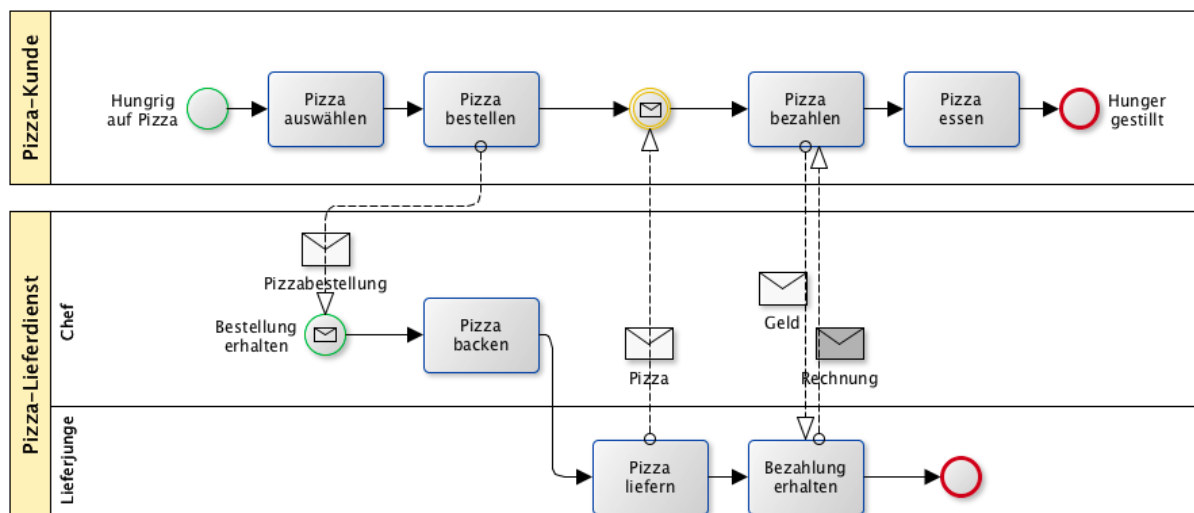 Pizza-Kunde
Hungrig
auf Pizza
Pizza
auswählen
Pizza
bestellen
Pizza
bezahlen
Pizza
essen
Hunger
gestillt
Pizza-Lieferdienst
Chef
Pizzabestellung
Bestellung
erhalten
Pizza
backen
Pizza
Geld
Rechnung
Lieferjunge
Pizza
liefern
Bezahlung
erhalten